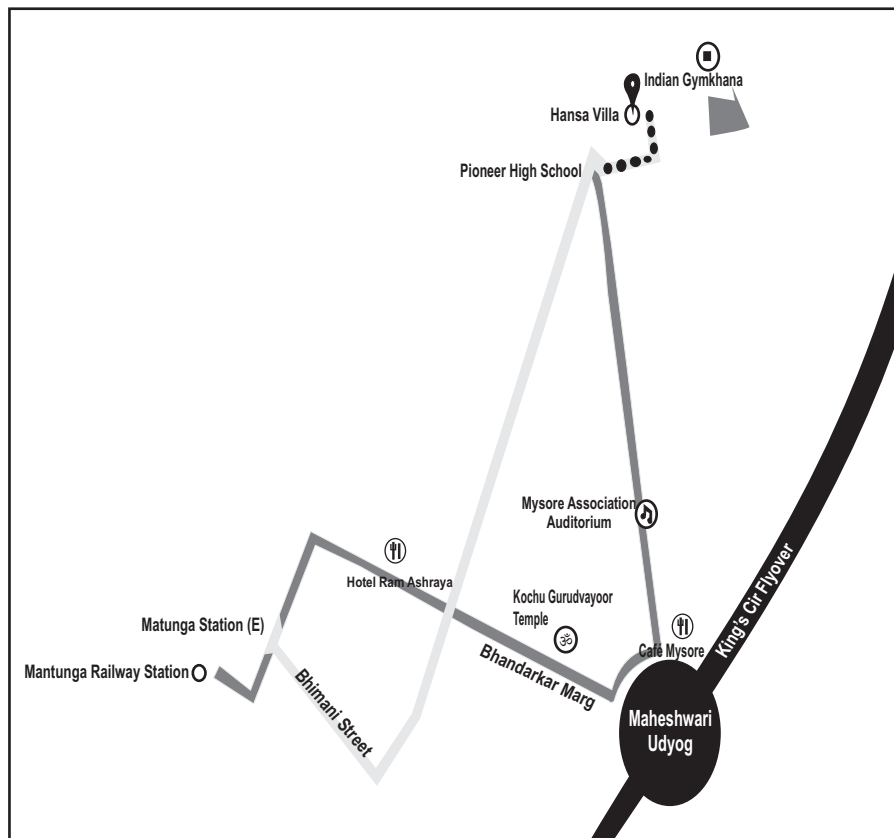 Indian Gymkhana
Hansa Villa
Pioneer High School
Mysore Association
Auditorium
King's Cir Flyover
Hotel Ram Ashraya
Kochu Gurudvayoor
Temple
ॐ
Matunga Station (E)
Café Mysore
Mantunga Railway Station
Bhandarkar Marg
Bhimani Street
Maheshwari
Udyog